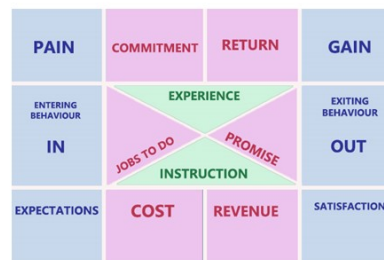 PAIN
COMMITMENT
RETURN
GAIN
ENTERING
BEHAVIOUR
IN
EXPERIENCE
JOBS TO DO
PROMISE
INSTRUCTION
EXITING
BEHAVIOUR
OUT
EXPECTATIONS
COST
REVENUE
SATISFACTION